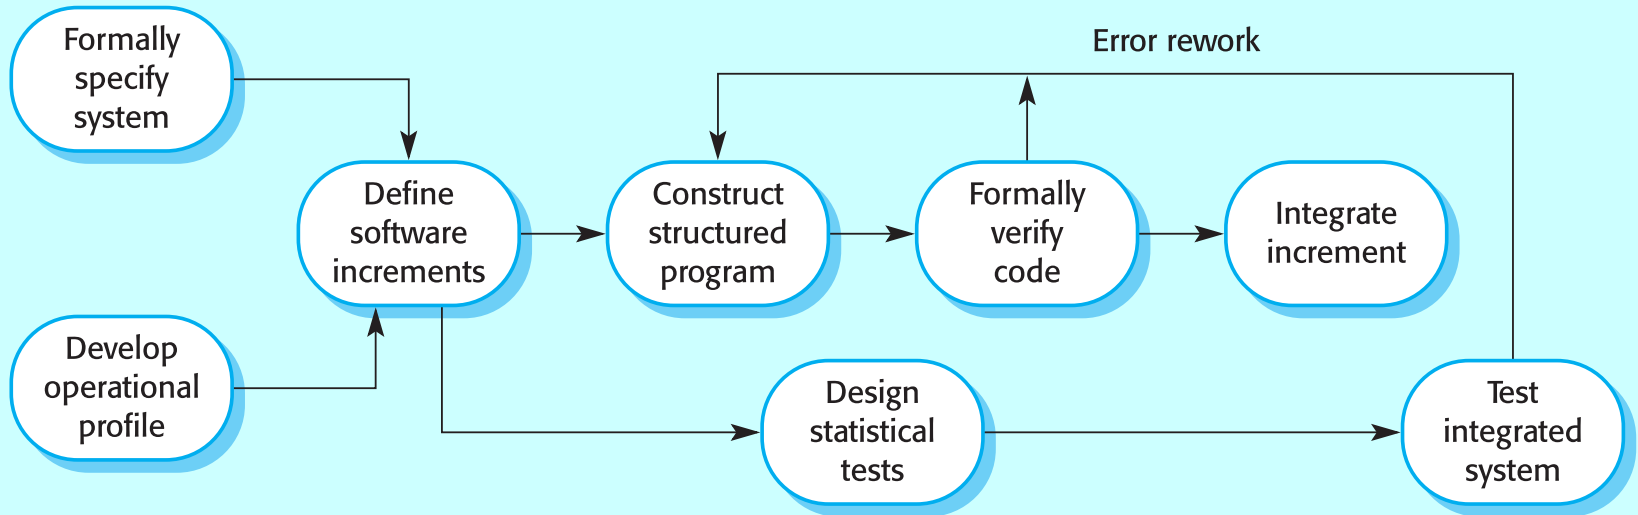 Formally
specify
system
Error rework
Define
software
increments
Construct
structured
program
Formally
verify
code
Integrate
increment
Develop
operational
profile
Design
statistical
tests
Test
integrated
system